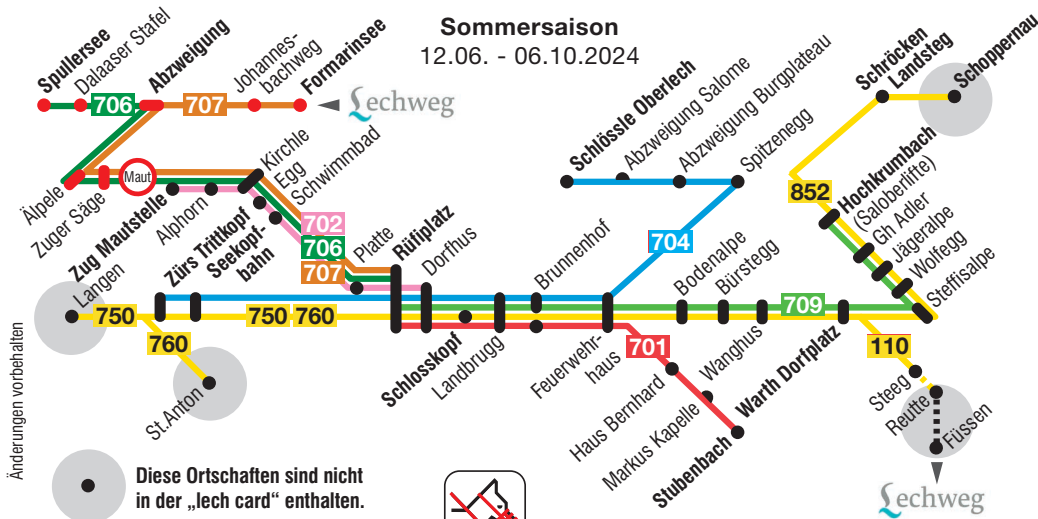 Sommersaison
12.06. - 06.10.2024
Spullersee
Dalaaser Stafel
Abzweigung
Johannes-
bachweg
Formarinsee
706
707
Lechweg
Älpele
Zuger Säge
Maut
Kirchle
Egg
Schwimmbad
Zug Mautstelle
Alphorn
702
706
707
Platte
Rüfiplatz
Dorfhus
Zürs Trittkopf
Seekopf-
bahn
Langen
750
760
750 760
St.Anton
Schlosskopf
Landbrugg
Brunnenhof
Feuerwehr-
haus
Schlössle Oberlech
Abzweigung Salome
Abzweigung Burgplateau
Spitzenegg
704
701
Haus Bernhard
Markus Kapelle
Wanghus
Stubenbach
Bodenalpe
Bürstegg
709
Warth Dorfplatz
Schröcken
Landsteg
Schoppernau
852
Hochkrumbach
(Saloberlifte)
Gh Adler
Jägeralpe
Wolfegg
Steffisalpe
110
Steeg
Reutte
Füssen
Lechweg
Änderungen vorbehalten
Diese Ortschaften sind nicht
in der „lech card“ enthalten.